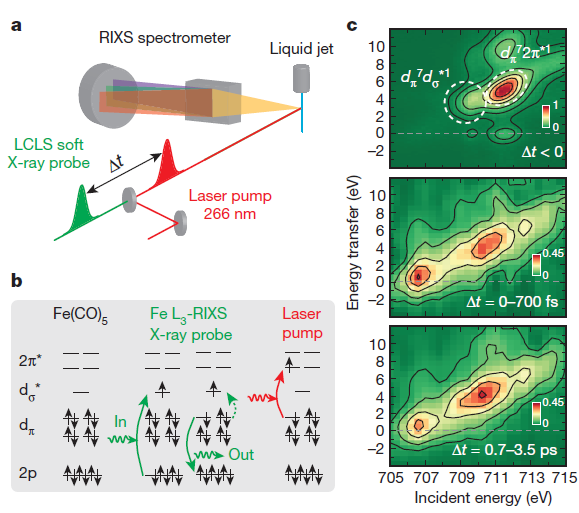 a
RIXS spectrometer
Liquid jet
LCLS soft
X-ray probe
Δt
Laser pump
266 nm
b
Fe(CO)5
Fe L3-RIXS
X-ray probe
Laser
pump
2π*
dσ*
dπ
2p
In
Out
c
Energy transfer (eV)
10
8
6
4
2
0
−2
dπ7dσ*1
dπ72π*1
1
0
Δt < 0
10
8
6
4
2
0
−2
0.45
0
Δt = 0–700 fs
10
8
6
4
2
0
−2
0.45
0
Δt = 0.7–3.5 ps
705 707 709 711 713 715
Incident energy (eV)